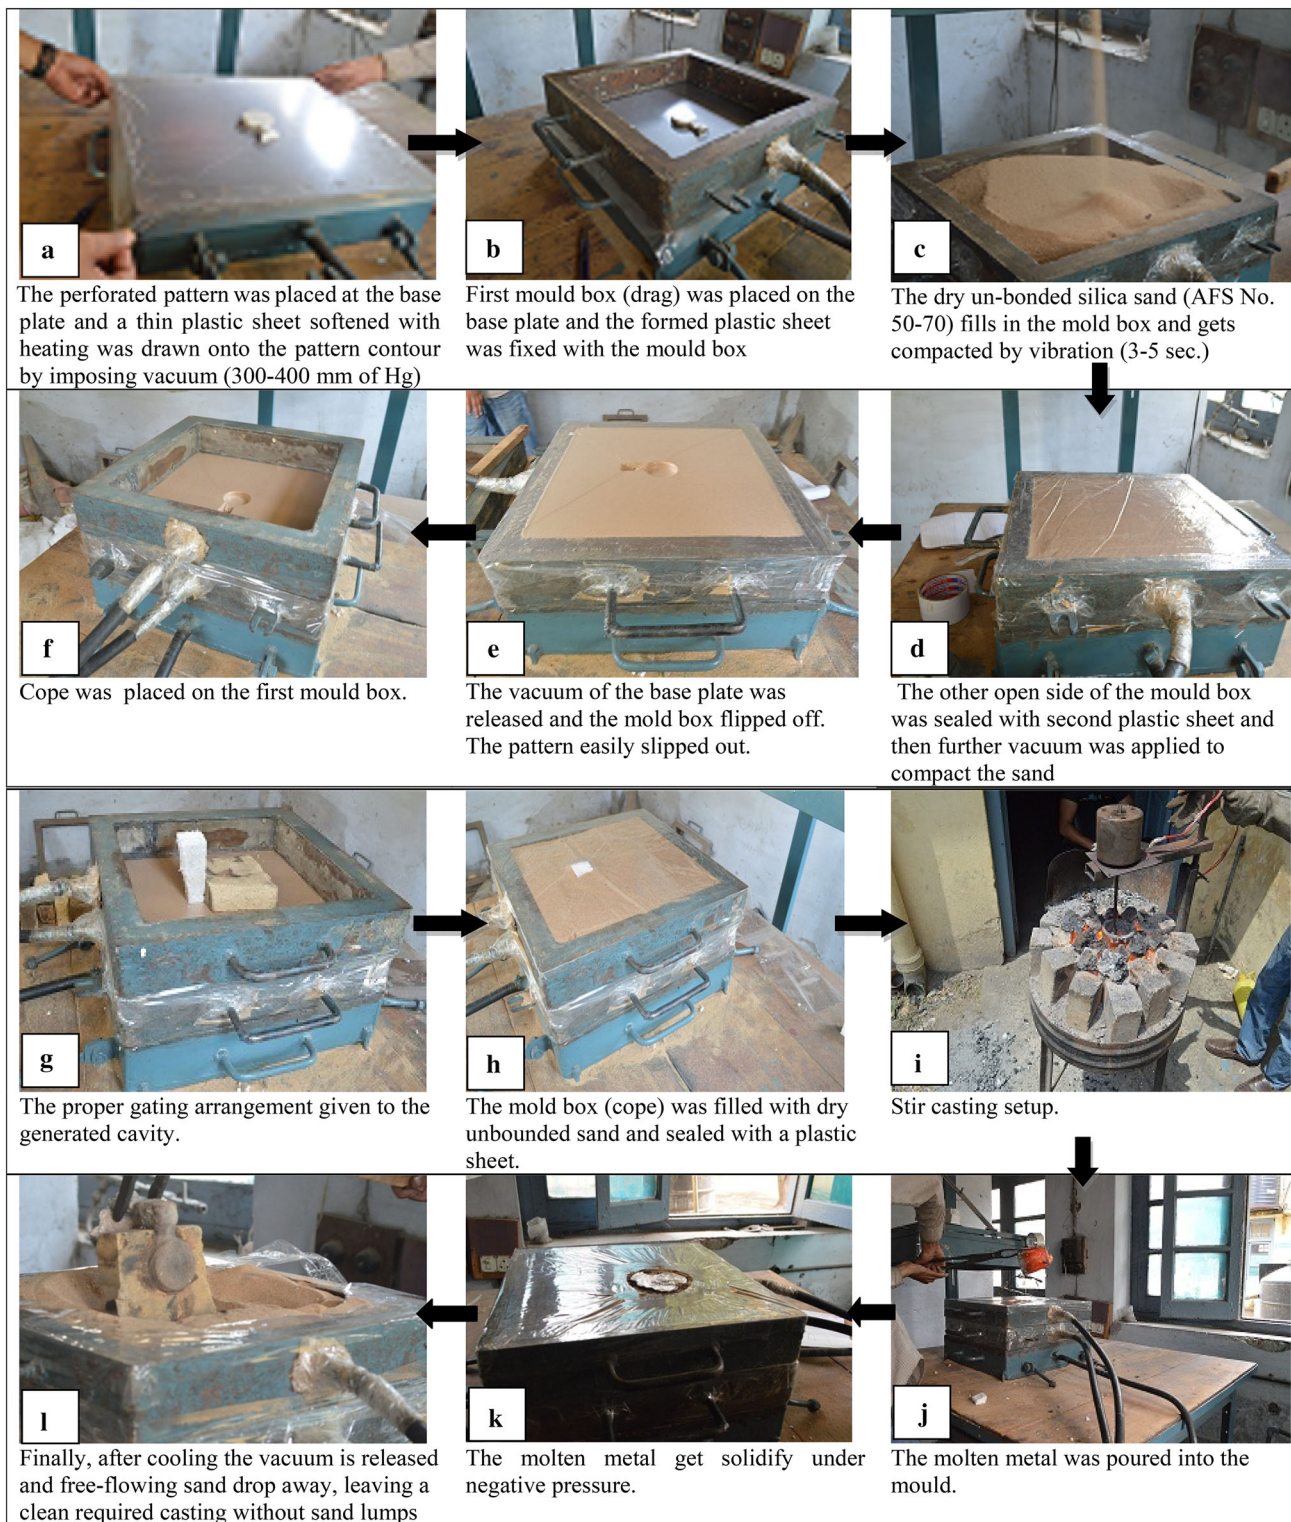 a
The perforated pattern was placed at the base
plate and a thin plastic sheet softened with
heating was drawn onto the pattern contour
by imposing vacuum (300-400 mm of Hg)
b
First mould box (drag) was placed on the
base plate and the formed plastic sheet
was fixed with the mould box
c
The dry un-bonded silica sand (AFS No.
50-70) fills in the mold box and gets
compacted by vibration (3-5 sec.)
d
The other open side of the mould box
was sealed with second plastic sheet and
then further vacuum was applied to
compact the sand
e
The vacuum of the base plate was
released and the mold box flipped off.
The pattern easily slipped out.
f
Cope was placed on the first mould box.
g
The proper gating arrangement given to the
generated cavity.
h
The mold box (cope) was filled with dry
unbounded sand and sealed with a plastic
sheet.
i
Stir casting setup.
j
The molten metal was poured into the
mould.
k
The molten metal get solidify under
negative pressure.
l
Finally, after cooling the vacuum is released
and free-flowing sand drop away, leaving a
clean required casting without sand lumps